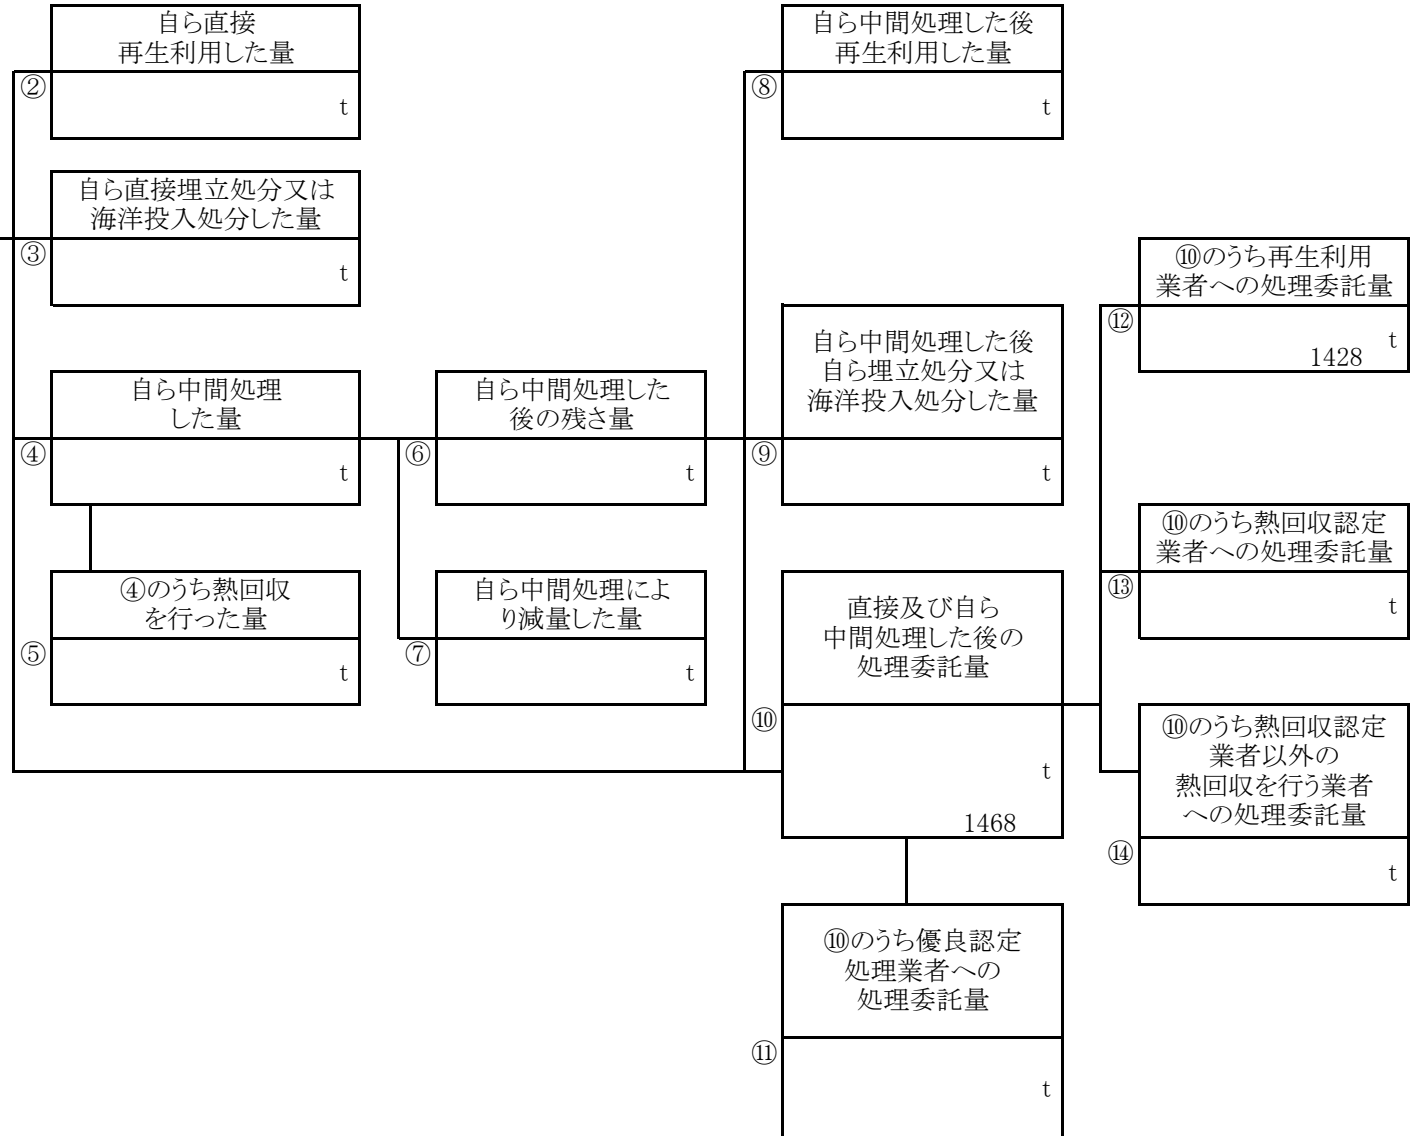 自ら直接
再生利用した量
②
t
自ら直接埋立処分又は
海洋投入処分した量
③
t
自ら中間処理
した量
④
t
④のうち熱回収
を行った量
⑤
t
自ら中間処理した
後の残さ量
⑥
t
自ら中間処理によ
り減量した量
⑦
t
自ら中間処理した後
再生利用した量
⑧
t
自ら中間処理した後
自ら埋立処分又は
海洋投入処分した量
⑨
t
直接及び自ら
中間処理した後の
処理委託量
⑩
t
1468
⑩のうち優良認定
処理業者への
処理委託量
⑪
t
⑩のうち再生利用
業者への処理委託量
⑫
t
1428
⑩のうち熱回収認定
業者への処理委託量
⑬
t
⑩のうち熱回収認定
業者以外の
熱回収を行う業者
への処理委託量
⑭
t